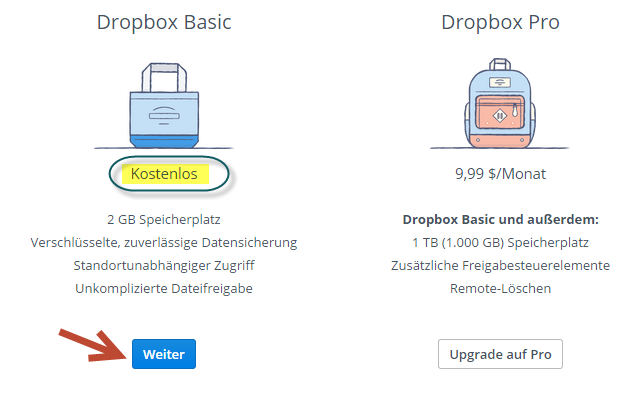 Dropbox Basic
Kostenlos
2 GB Speicherplatz
Verschlüsselte, zuverlässige Datensicherung
Standortunabhängiger Zugriff
Unkomplizierte Dateifreigabe
Weiter
Dropbox Pro
9,99 $/Monat
Dropbox Basic und außerdem:
1 TB (1.000 GB) Speicherplatz
Zusätzliche Freigabesteuerelemente
Remote-Löschen
Upgrade auf Pro